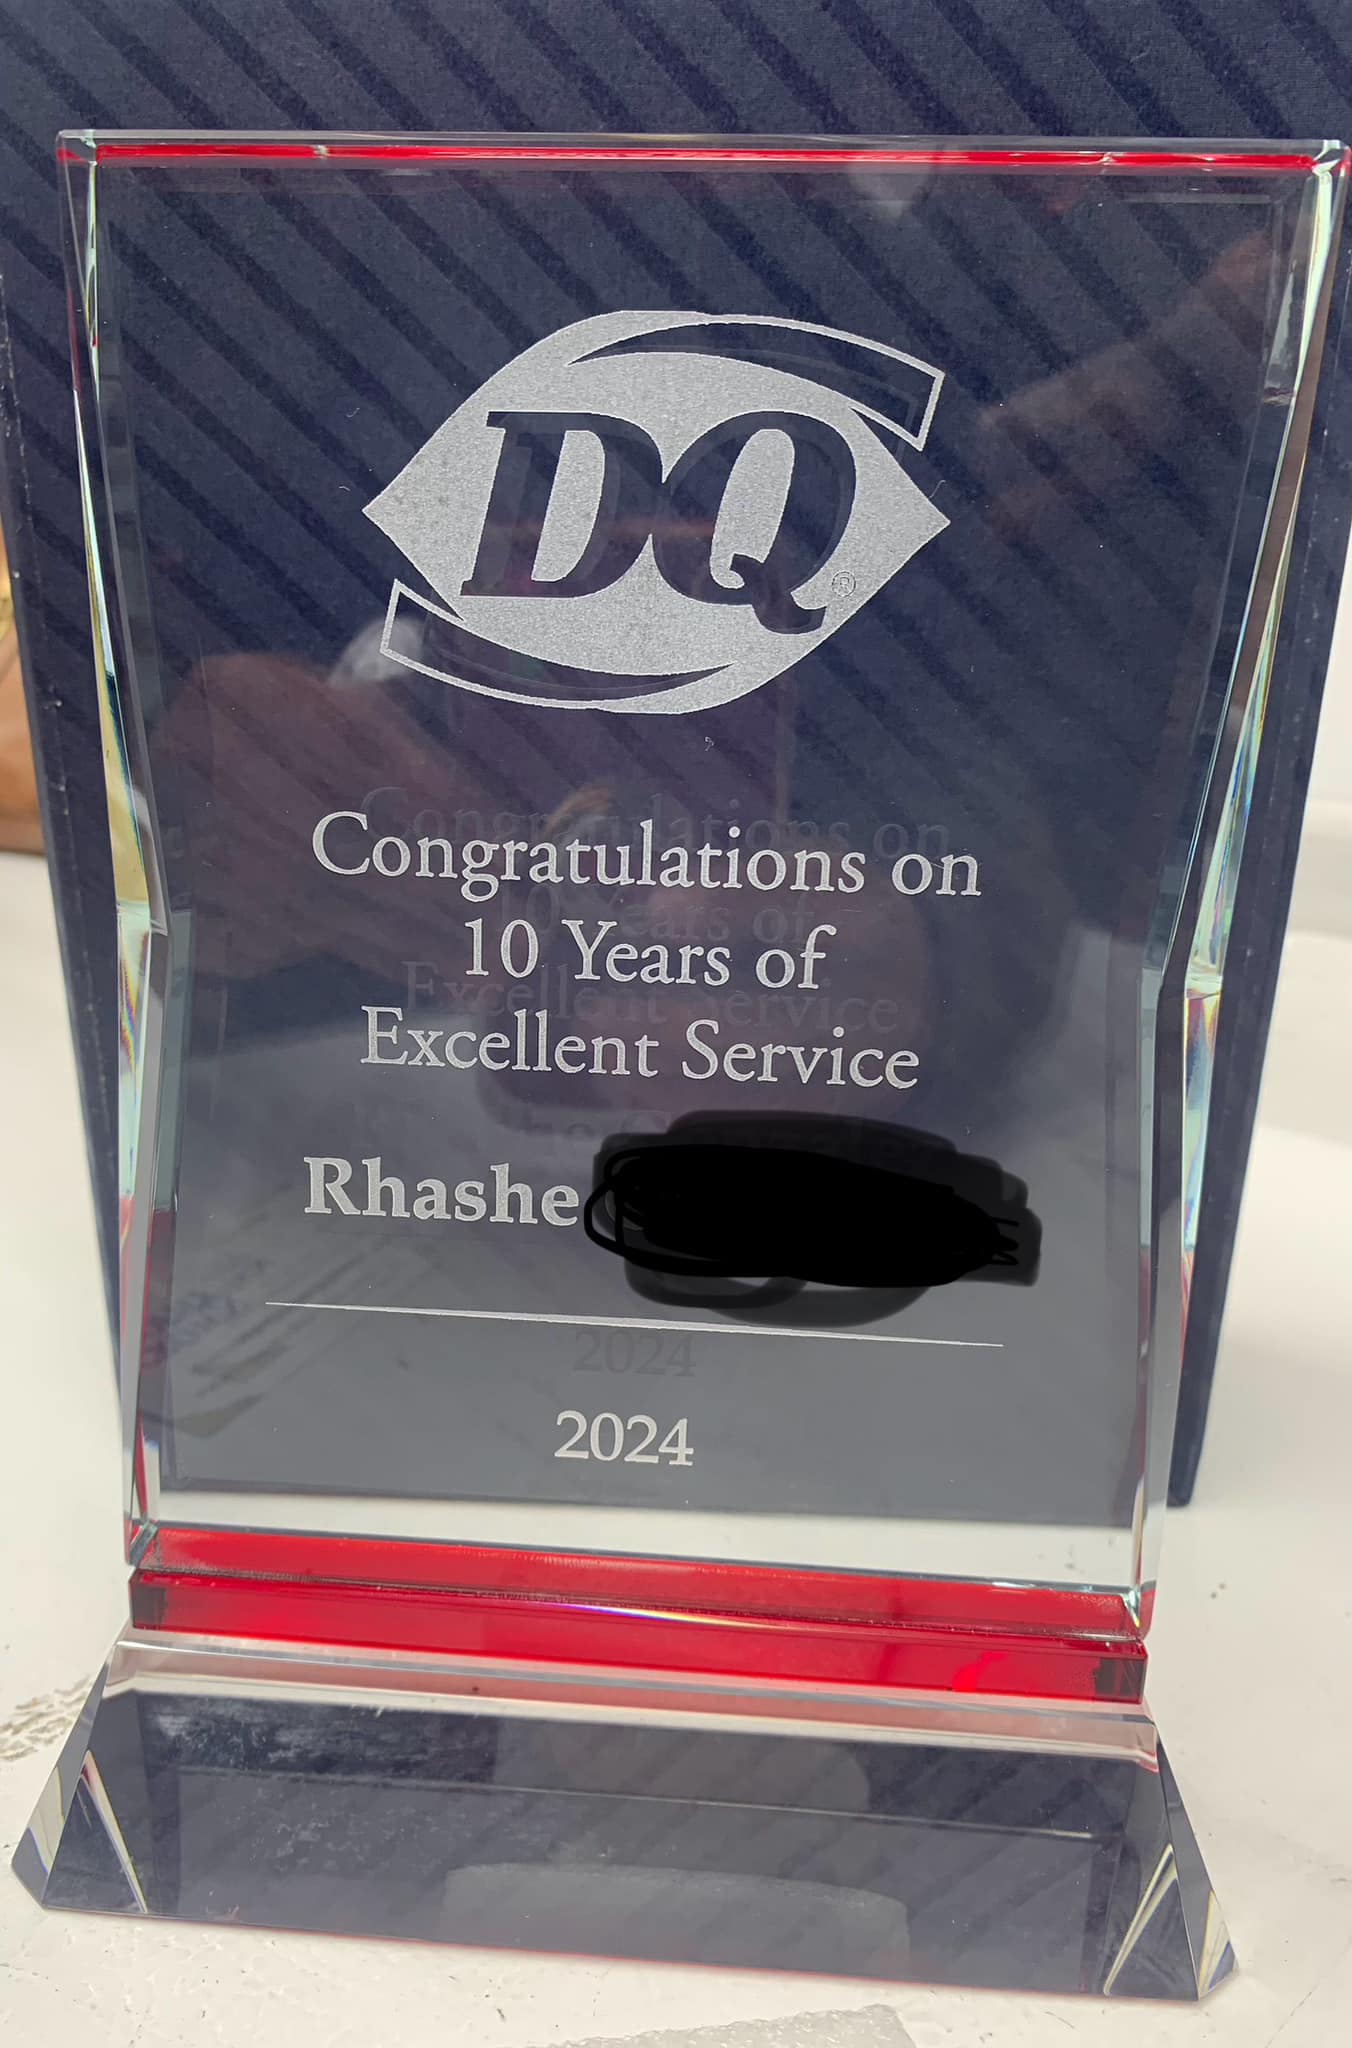 DQ®
Congratulations on
10 Years of
Excellent Service
Rhashe
2024